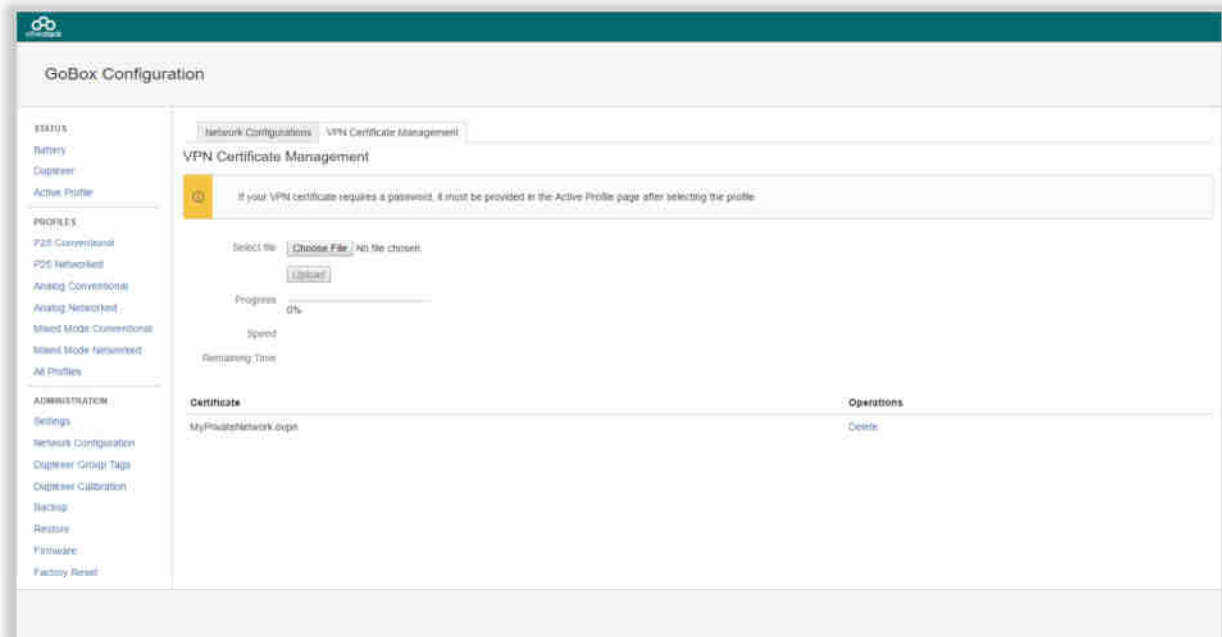 GoBox Configuration
STATUS
Battery
Duplexer
Active Profile
PROFILES
P25 Conventional
P25 Networked
Analog Conventional
Analog Networked
Mixed Mode Conventional
Mixed Mode Networked
All Profiles
ADMINISTRATION
Settings
Network Configuration
Duplexer Group Tags
Duplexer Calibration
Backup
Restore
Firmware
Factory Reset
Network Configurations VPN Certificate Management
VPN Certificate Management
If your VPN certificate requires a password, it must be provided in the Active Profile page after selecting the profile
Select file Choose File No file chosen
Upload
Progress
0%
Speed
Remaining Time
Certificate Operations
MyPrivateNetwork.ovpn Delete